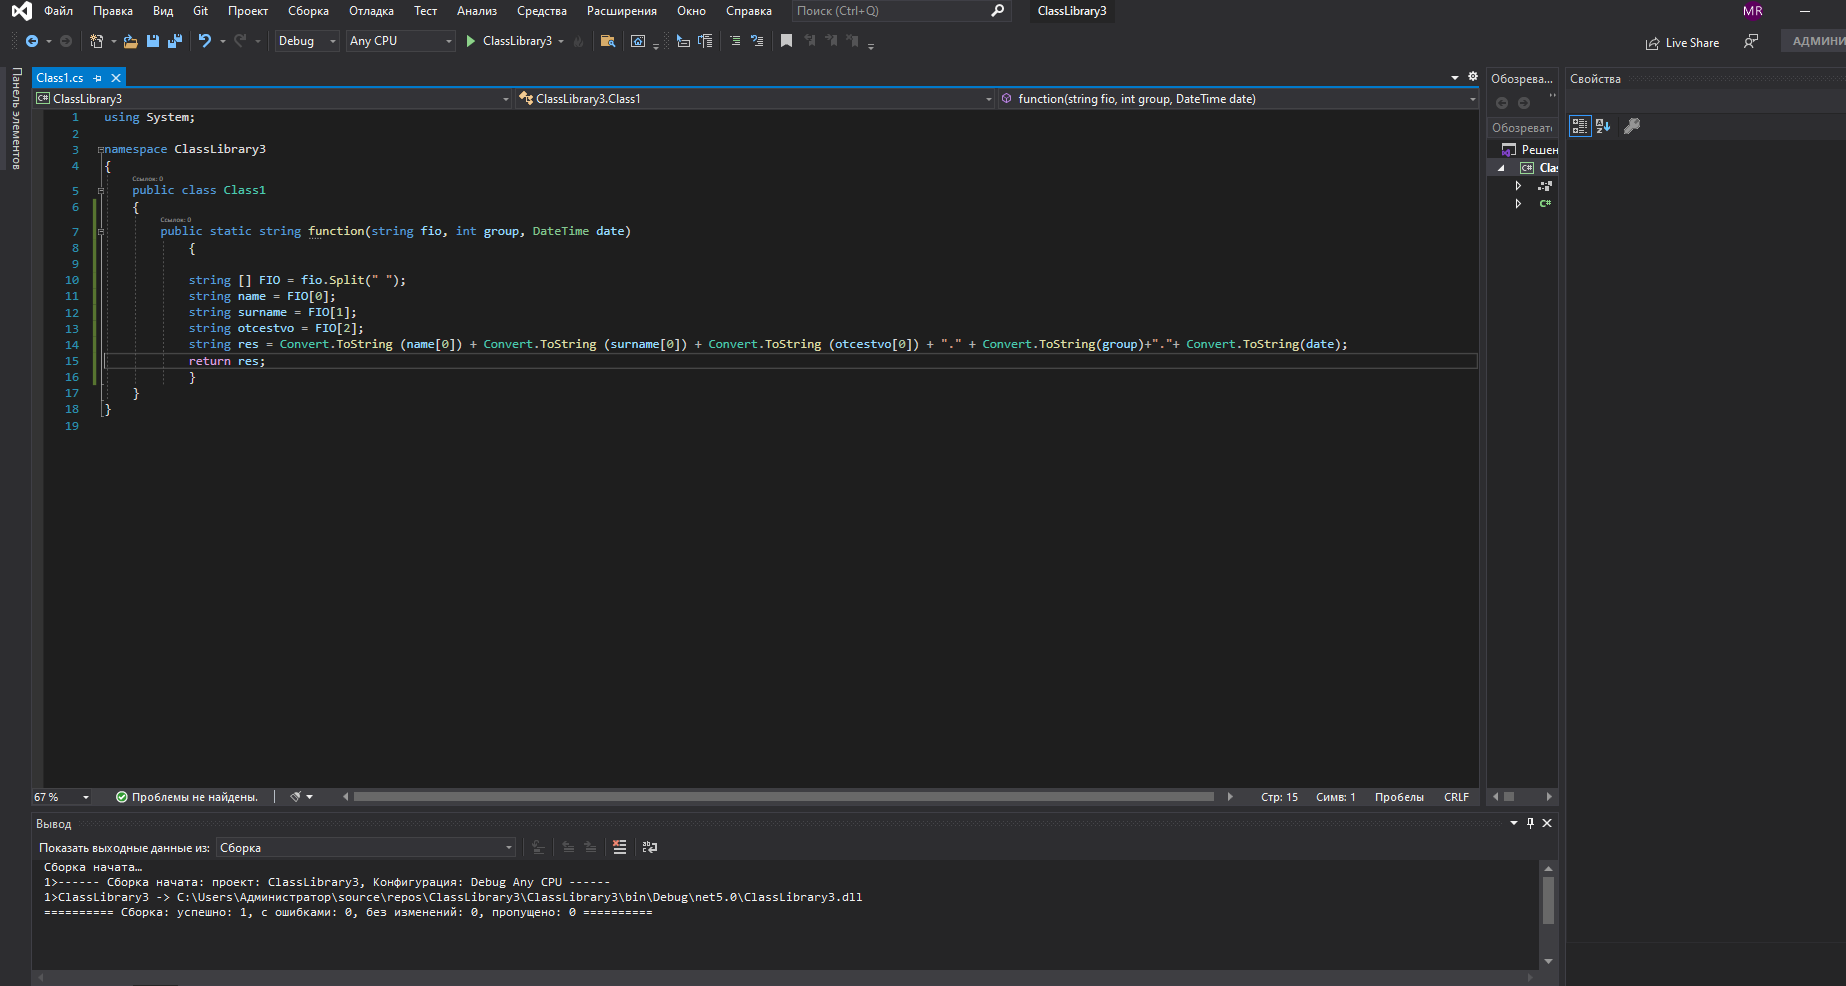 Файл Правка Вид Git Проект Сборка Отладка Тест Анализ Средства Расширения Окно Справка Поиск (Ctrl+Q) ClassLibrary3 MR
Debug Any CPU ClassLibrary3 Live Share АДМИНИ
Панель элементов
Class1.cs
ClassLibrary3 ClassLibrary3.Class1 function(string fio, int group, DateTime date)
1 using System;
2
3 namespace ClassLibrary3
4 {
Ссылок: 0
5 public class Class1
6 {
Ссылок: 0
7 public static string function(string fio, int group, DateTime date)
8 {
9
10 string [] FIO = fio.Split(" ");
11 string name = FIO[0];
12 string surname = FIO[1];
13 string otcestvo = FIO[2];
14 string res = Convert.ToString (name[0]) + Convert.ToString (surname[0]) + Convert.ToString (otcestvo[0]) + "." + Convert.ToString(group)+"."+ Convert.ToString(date);
15 return res;
16 }
17 }
18 }
19
67 % Проблемы не найдены. Стр: 15 Симв: 1 Пробелы CRLF
Обозрева...
Обозреват
Решен
Clas
C#
Свойства
Вывод
Показать выходные данные из: Сборка
Сборка начата…
1>------ Сборка начата: проект: ClassLibrary3, Конфигурация: Debug Any CPU ------
1>ClassLibrary3 -> C:\Users\Администратор\source\repos\ClassLibrary3\ClassLibrary3\bin\Debug\net5.0\ClassLibrary3.dll
========== Сборка: успешно: 1, с ошибками: 0, без изменений: 0, пропущено: 0 ==========